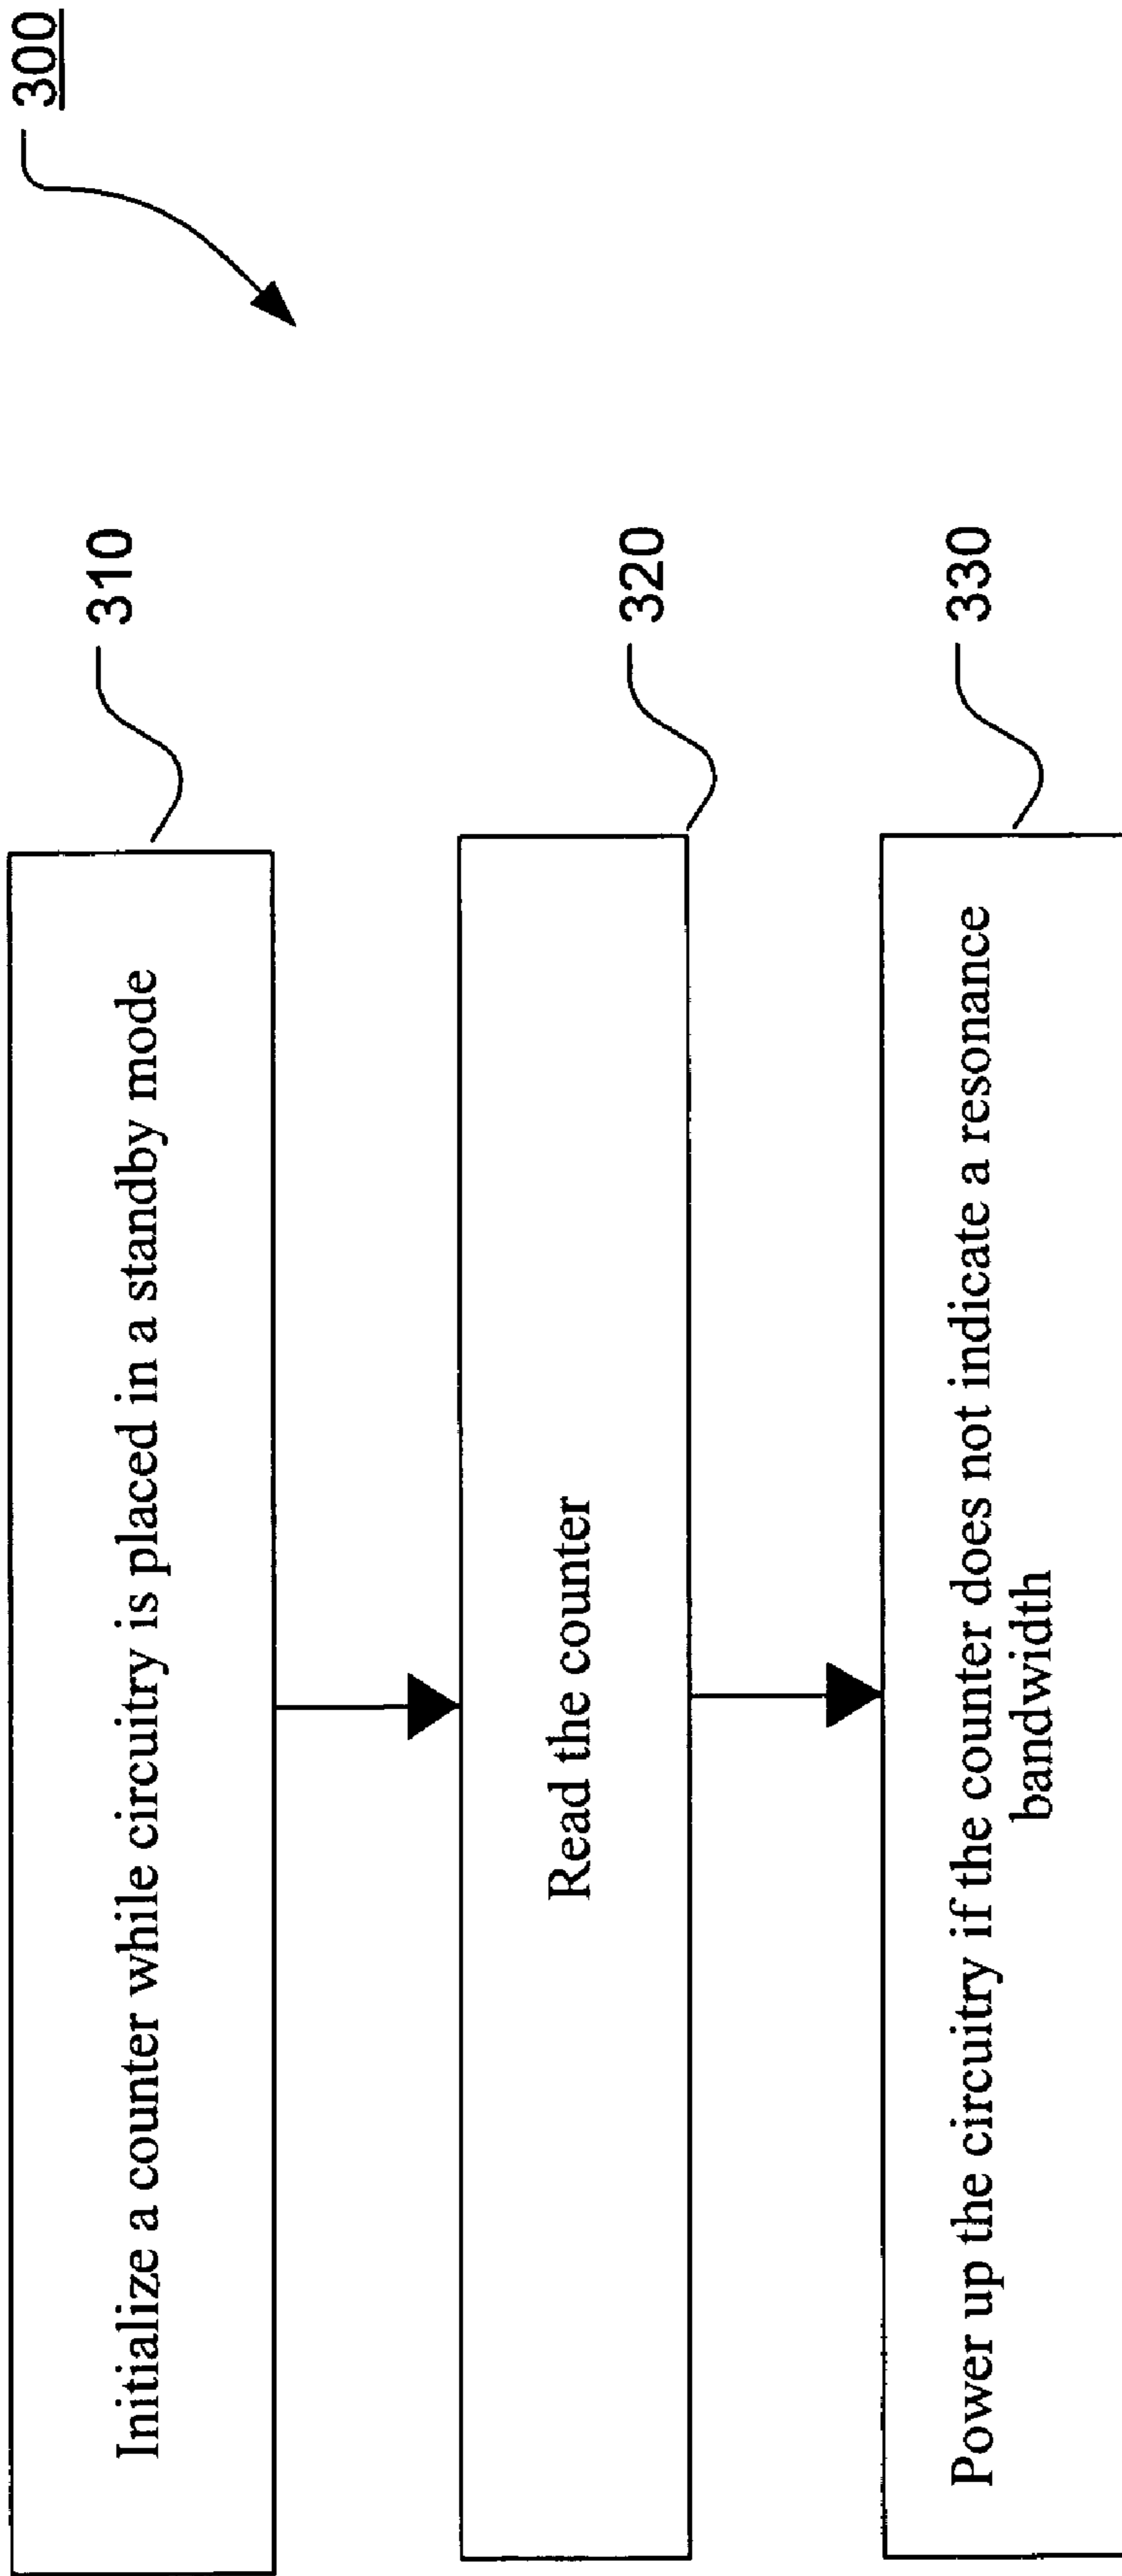 300
Initialize a counter while circuitry is placed in a standby mode
310
Read the counter
320
Power up the circuitry if the counter does not indicate a resonance
bandwidth
330